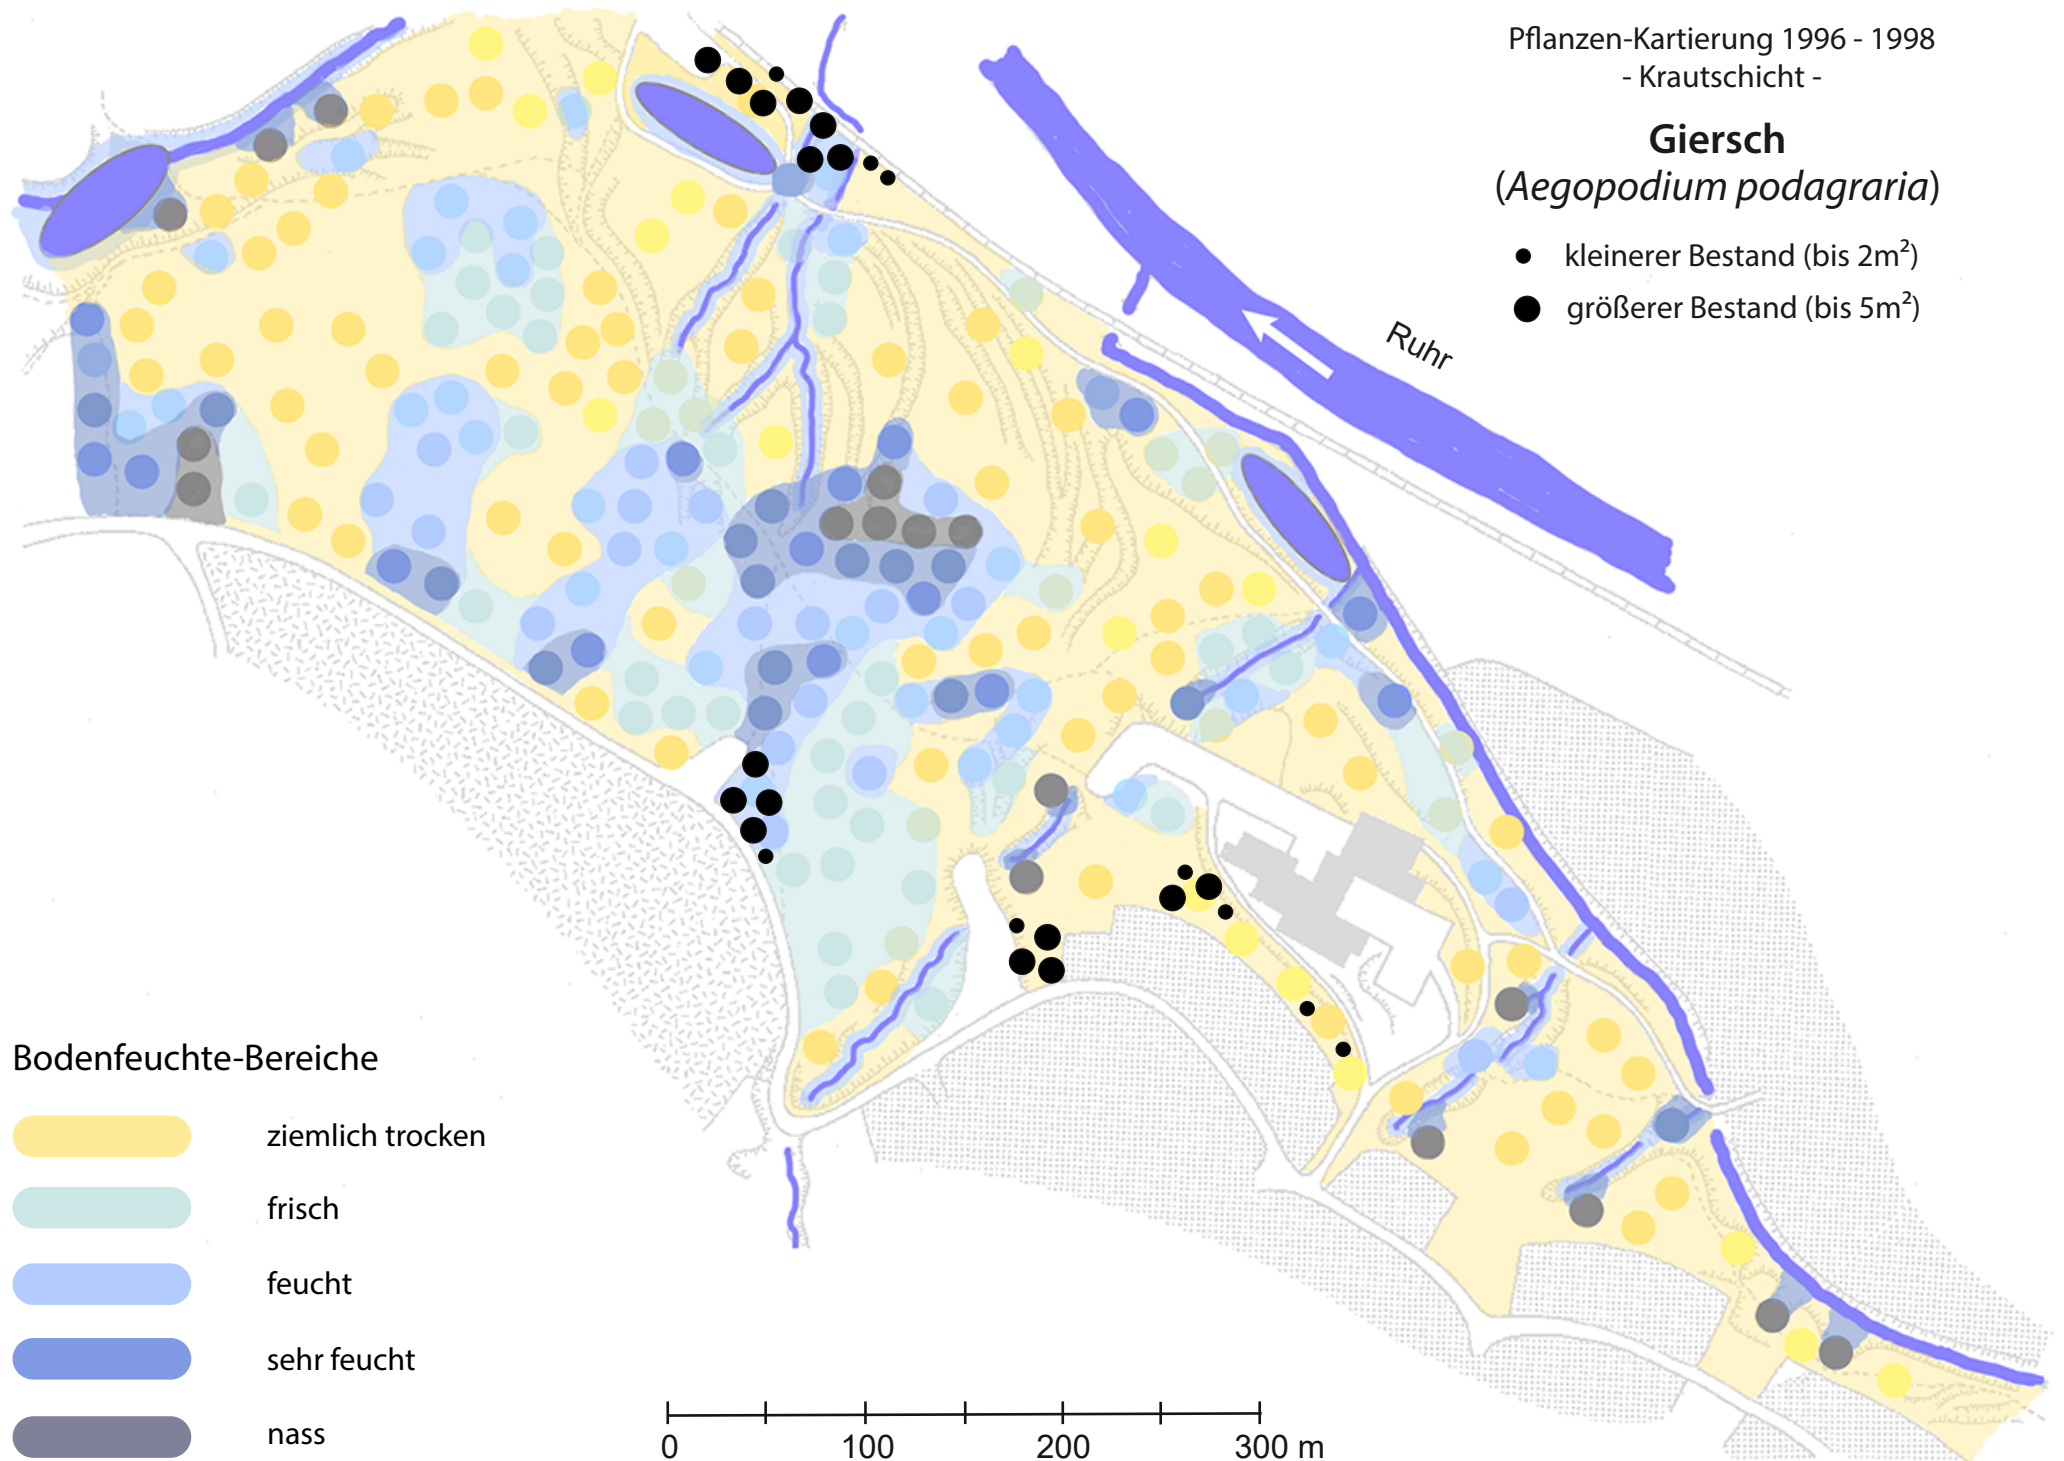 Pflanzen-Kartierung 1996 - 1998
- Krautschicht -
Giersch
(Aegopodium podagraria)
kleinerer Bestand (bis 2m²)
größerer Bestand (bis 5m²)
Ruhr
Bodenfeuchte-Bereiche
ziemlich trocken
frisch
feucht
sehr feucht
nass
0 100 200 300 m